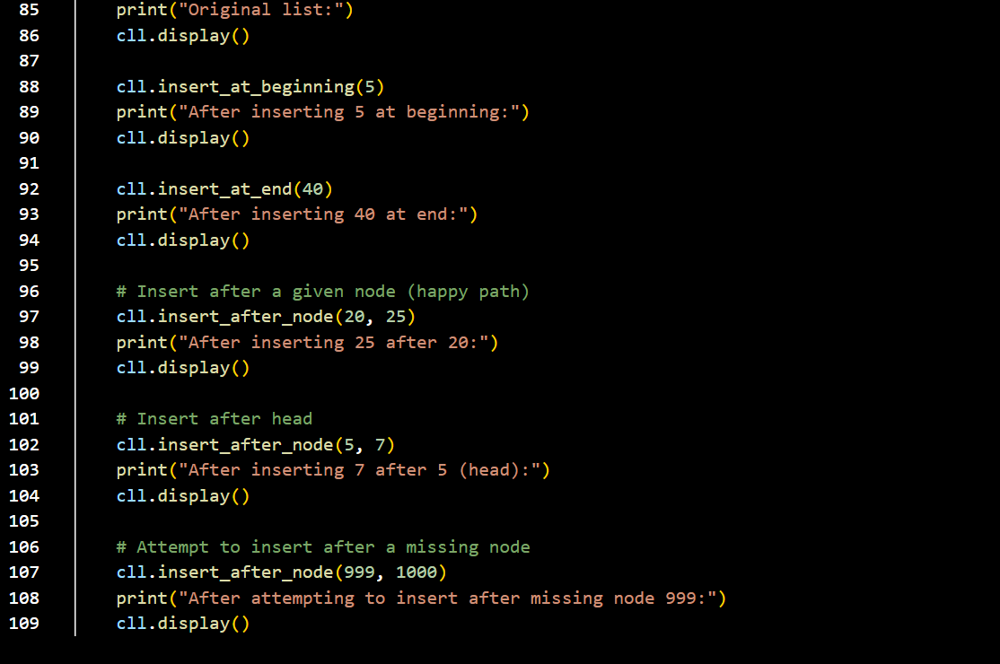 85 print("Original list:")
86 cll.display()
87
88 cll.insert_at_beginning(5)
89 print("After inserting 5 at beginning:")
90 cll.display()
91
92 cll.insert_at_end(40)
93 print("After inserting 40 at end:")
94 cll.display()
95
96 # Insert after a given node (happy path)
97 cll.insert_after_node(20, 25)
98 print("After inserting 25 after 20:")
99 cll.display()
100
101 # Insert after head
102 cll.insert_after_node(5, 7)
103 print("After inserting 7 after 5 (head):")
104 cll.display()
105
106 # Attempt to insert after a missing node
107 cll.insert_after_node(999, 1000)
108 print("After attempting to insert after missing node 999:")
109 cll.display()